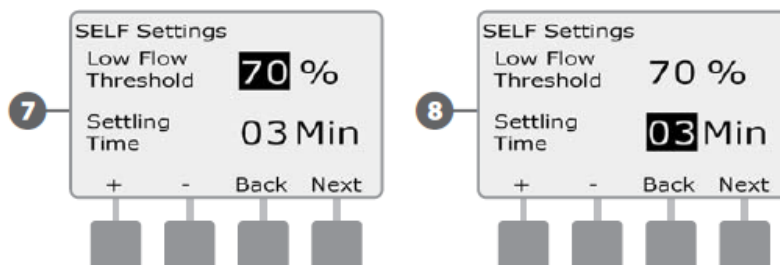 7
SELF Settings
Low Flow
Threshold
70 %
Settling
Time
03 Min
+ - Back Next
8
SELF Settings
Low Flow
Threshold
70 %
Settling
Time
03 Min
+ - Back Next